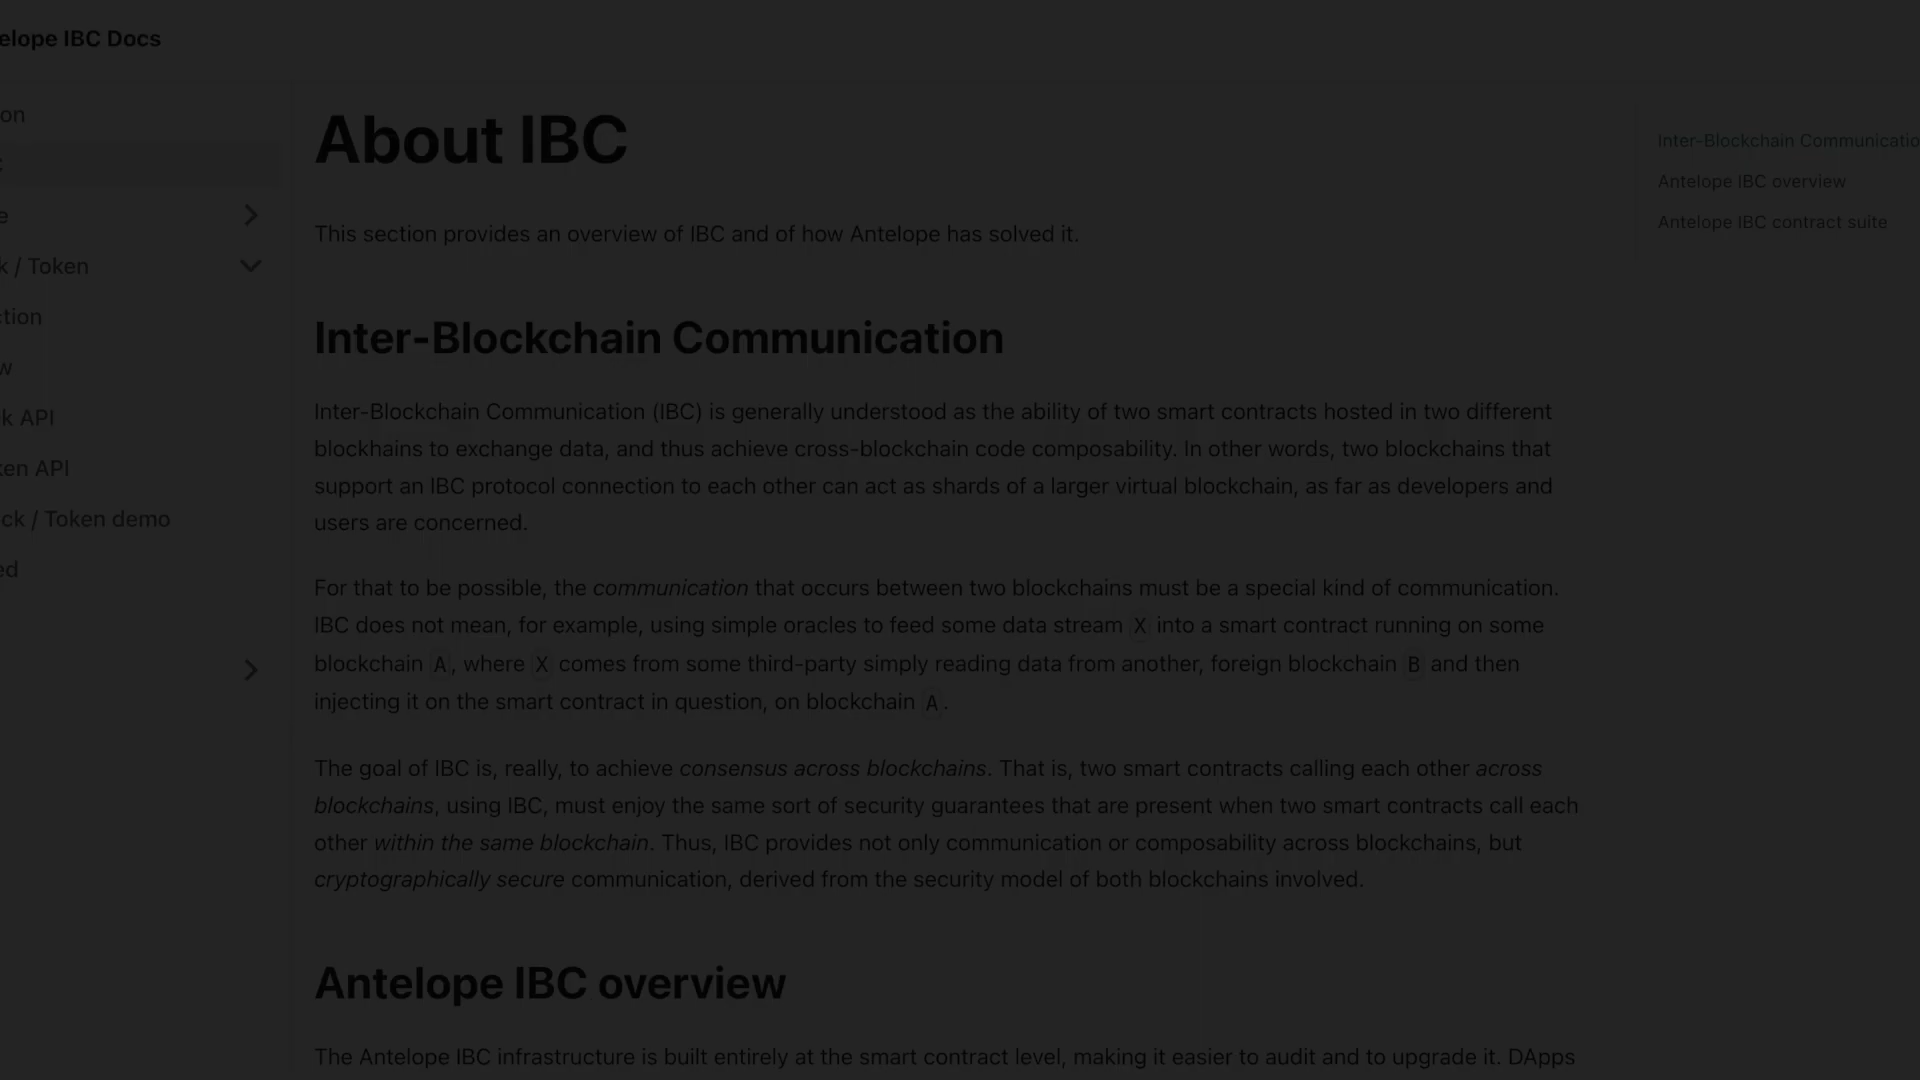 elope IBC Docs
on
e
k / Token
ction
w
k API
ken API
ck / Token demo
ed
About IBC
This section provides an overview of IBC and of how Antelope has solved it.
Inter-Blockchain Communication
Inter-Blockchain Communication (IBC) is generally understood as the ability of two smart contracts hosted in two different
blockhains to exchange data, and thus achieve cross-blockchain code composability. In other words, two blockchains that
support an IBC protocol connection to each other can act as shards of a larger virtual blockchain, as far as developers and
users are concerned.
For that to be possible, the communication that occurs between two blockchains must be a special kind of communication.
IBC does not mean, for example, using simple oracles to feed some data stream X into a smart contract running on some
blockchain A, where X comes from some third-party simply reading data from another, foreign blockchain B and then
injecting it on the smart contract in question, on blockchain A.
The goal of IBC is, really, to achieve consensus across blockchains. That is, two smart contracts calling each other across
blockchains, using IBC, must enjoy the same sort of security guarantees that are present when two smart contracts call each
other within the same blockchain. Thus, IBC provides not only communication or composability across blockchains, but
cryptographically secure communication, derived from the security model of both blockchains involved.
Antelope IBC overview
The Antelope IBC infrastructure is built entirely at the smart contract level, making it easier to audit and to upgrade it. DApps
Inter-Blockchain Communicatio
Antelope IBC overview
Antelope IBC contract suite